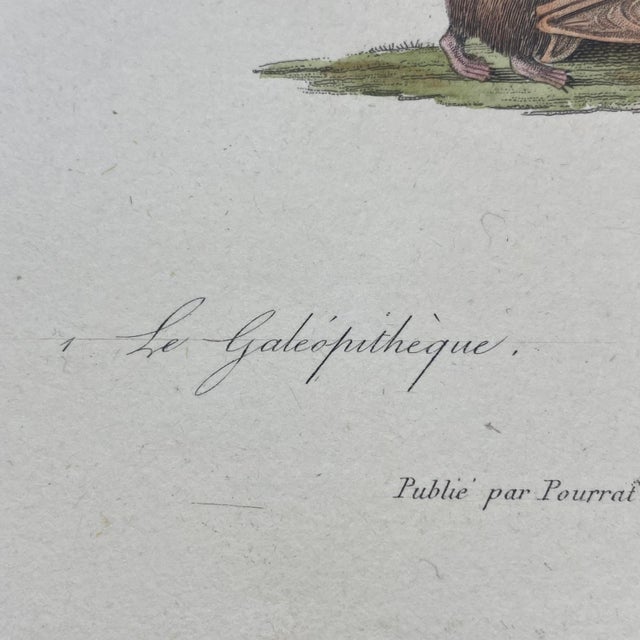 1 Le Galéopithèque.
Publié par Pourrat